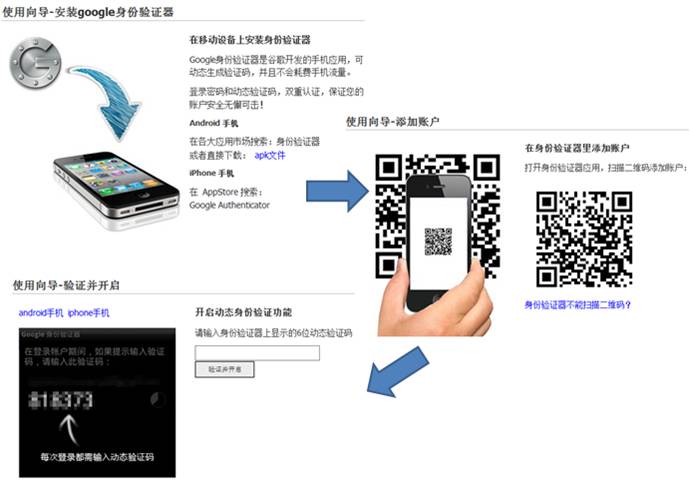 使用向导-安装google身份验证器
在移动设备上安装身份验证器
Google身份验证器是谷歌开发的手机应用，可
动态生成验证码，并且不会耗费手机流量。
登录密码和动态验证码，双重认证，保证您的
账户安全无懈可击！
Android 手机
在各大应用市场搜索：身份验证器
或者直接下载： apk文件
iPhone 手机
在 AppStore 搜索：
Google Authenticator
使用向导-添加账户
在身份验证器里添加账户
打开身份验证器应用，扫描二维码添加账户：
身份验证器不能扫描二维码？
使用向导-验证并开启
android手机 iphone手机
Google 身份验证器
在登录帐户期间，如果提示输入验证
码，请输入此验证码：
818373
每次登录都需输入动态验证码
开启动态身份验证功能
请输入身份验证器上显示的6位动态验证码
验证并开启